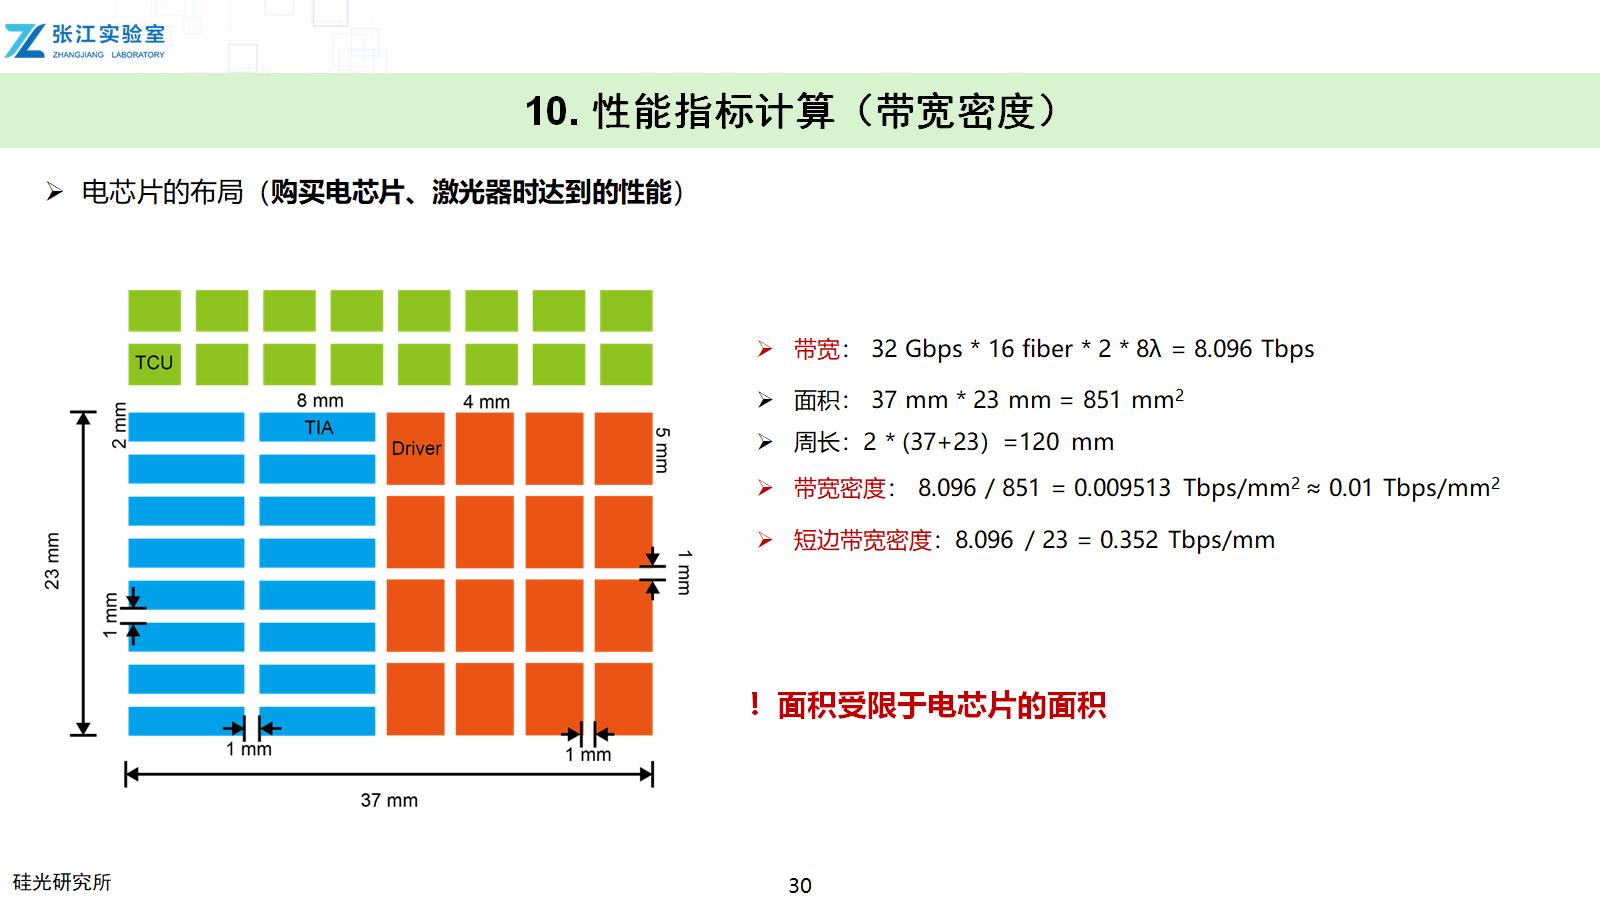 张江实验室
ZHANGJIANG LABORATORY
10. 性能指标计算（带宽密度）
➢ 电芯片的布局（购买电芯片、激光器时达到的性能）
TCU
8 mm
4 mm
2 mm
TIA
Driver
5 mm
23 mm
1 mm
1 mm
1 mm
1 mm
37 mm
➢ 带宽： 32 Gbps * 16 fiber * 2 * 8λ = 8.096 Tbps
➢ 面积： 37 mm * 23 mm = 851 mm²
➢ 周长：2 * (37+23) =120 mm
➢ 带宽密度： 8.096 / 851 = 0.009513 Tbps/mm² ≈ 0.01 Tbps/mm²
➢ 短边带宽密度：8.096 / 23 = 0.352 Tbps/mm
！面积受限于电芯片的面积
硅光研究所
30